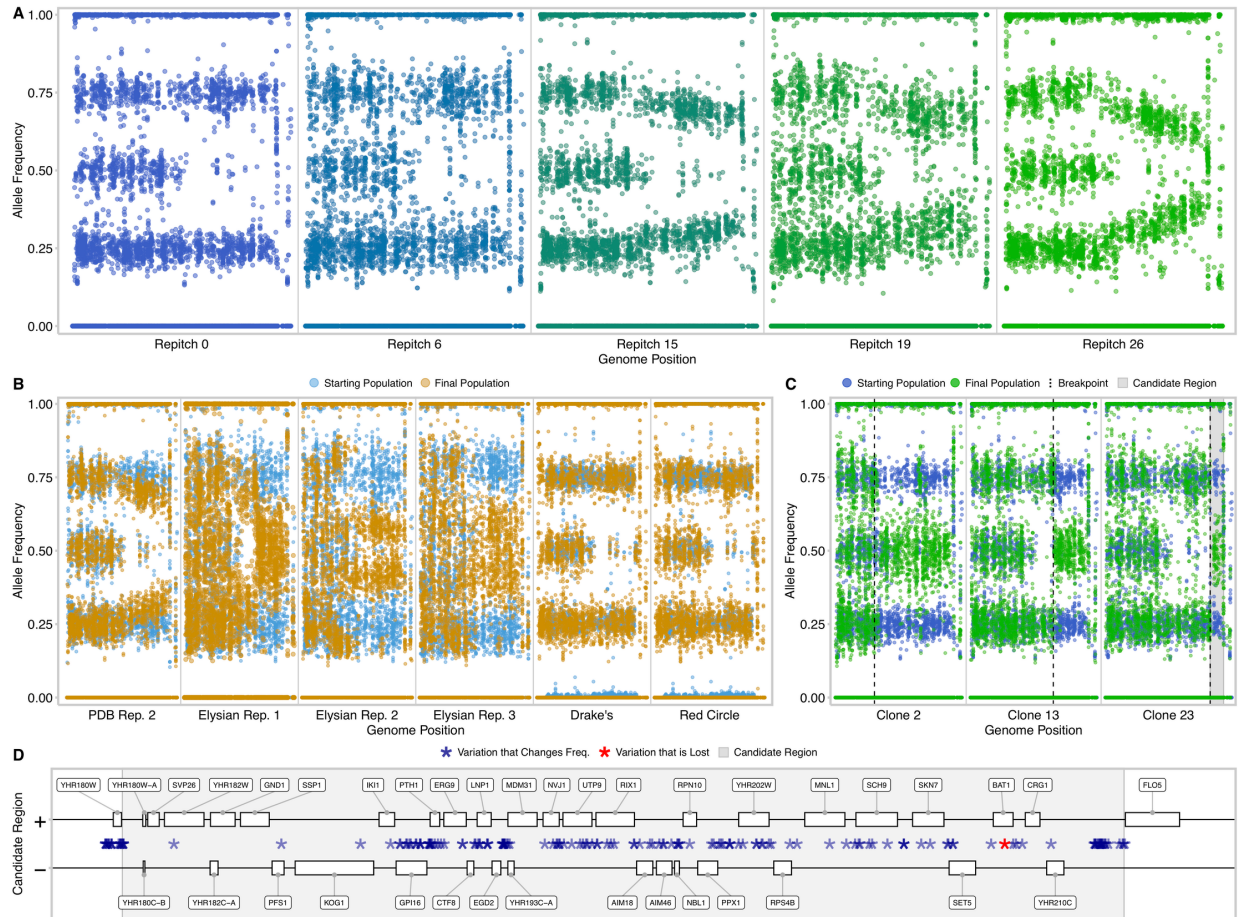 A
1.00
0.75
0.50
0.25
0.00
Allele Frequency
Repitch 0 Repitch 6 Repitch 15 Repitch 19 Repitch 26
Genome Position
B
Starting Population Final Population
1.00
0.75
0.50
0.25
0.00
Allele Frequency
PDB Rep. 2 Elysian Rep. 1 Elysian Rep. 2 Elysian Rep. 3 Drake's Red Circle
Genome Position
C
Starting Population Final Population Breakpoint Candidate Region
1.00
0.75
0.50
0.25
0.00
Allele Frequency
Clone 2 Clone 13 Clone 23
Genome Position
D
Variation that Changes Freq. Variation that is Lost Candidate Region
Candidate Region
YHR180W YHR180W-A SVP26 YHR182W GND1 SSP1 IKI1 PTH1 ERG9 LNP1 MDM31 NVJ1 UTP9 RIX1 RPN10 YHR202W MNL1 SCH9 SKN7 BAT1 CRG1 FLO5
+
−
YHR180C-B YHR182C-A PFS1 KOG1 GPI16 CTF8 EGD2 YHR193C-A AIM18 AIM46 NBL1 PPX1 RPS4B SET5 YHR210C